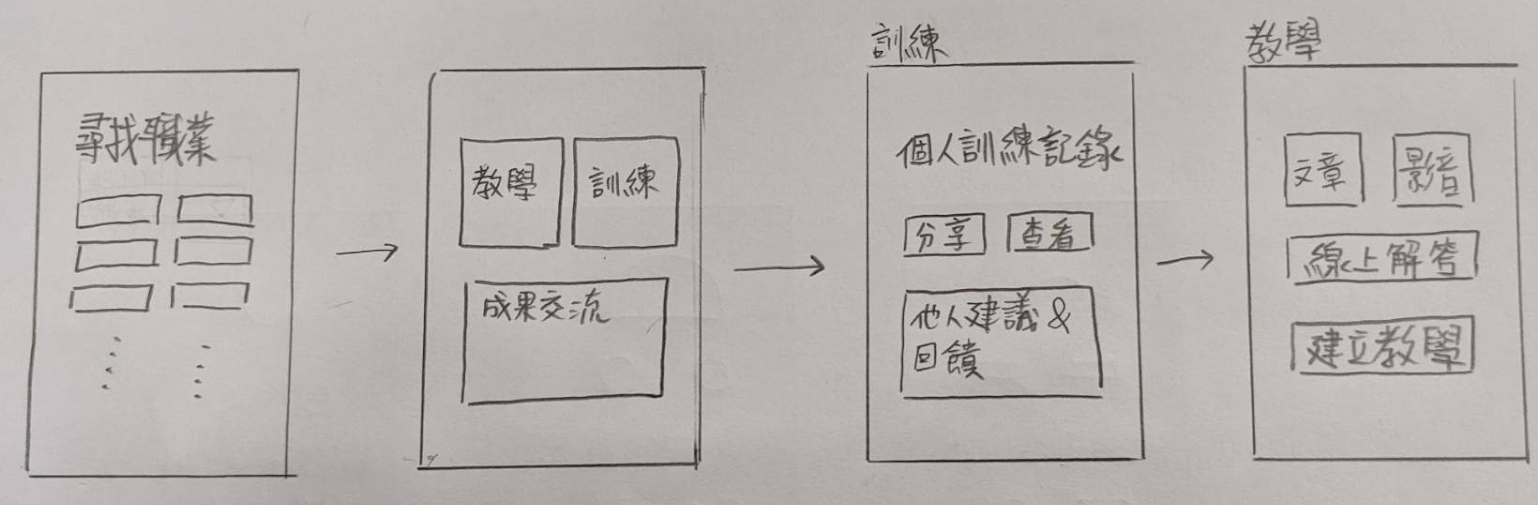 尋找職業
教學
訓練
成果交流
訓練
個人訓練記錄
分享
查看
他人建議&
回饋
教學
文章
影音
線上解答
建立教學